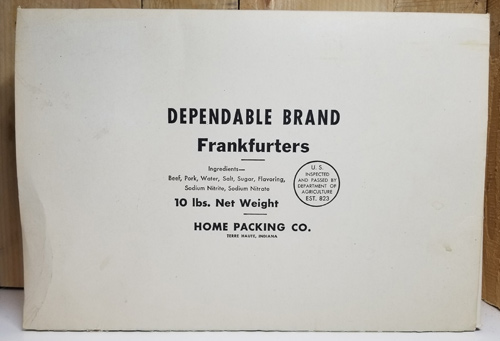 DEPENDABLE BRAND
Frankfurters
Ingredients—
Beef, Pork, Water, Salt, Sugar, Flavoring,
Sodium Nitrite, Sodium Nitrate
10 lbs. Net Weight
HOME PACKING CO.
TERRE HAUTE, INDIANA
U. S.
INSPECTED
AND PASSED BY
DEPARTMENT OF
AGRICULTURE
EST. 823